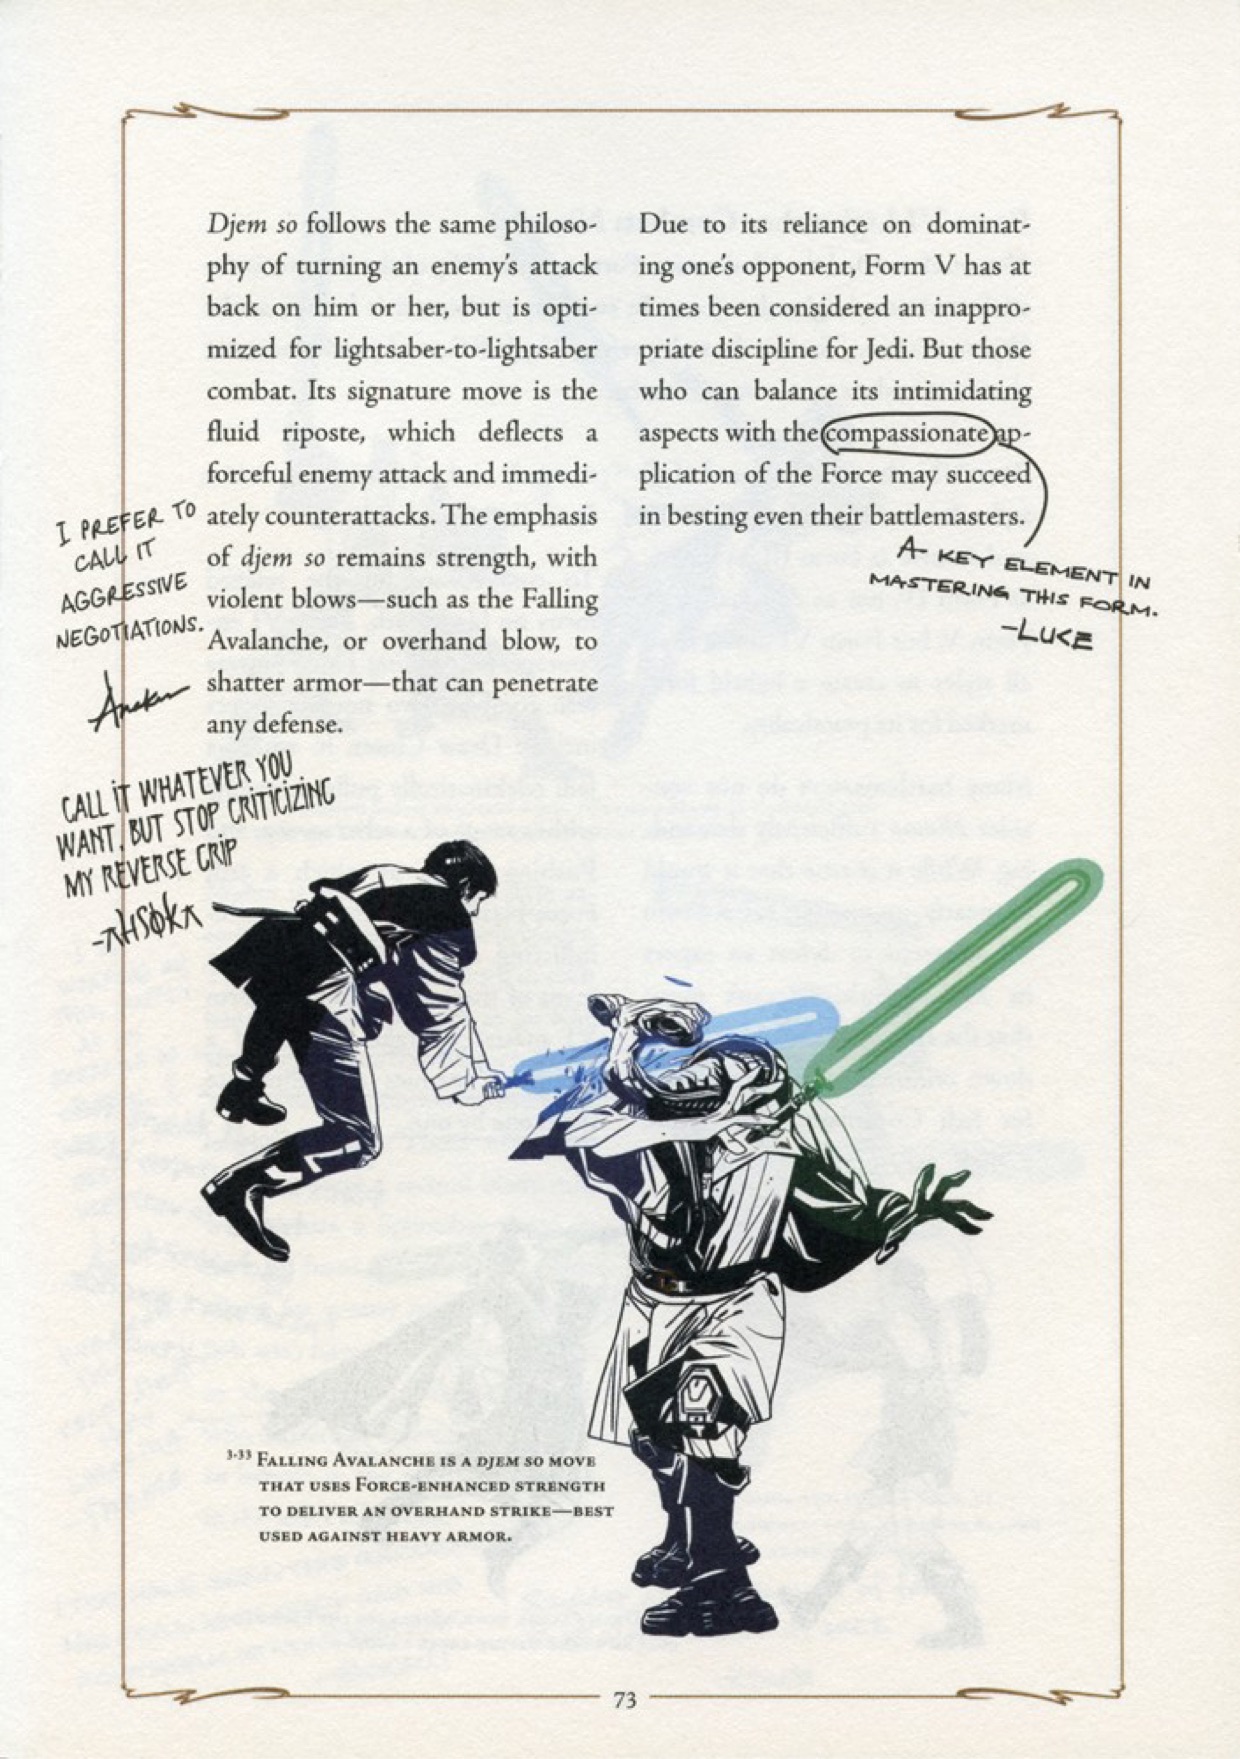 Djem so follows the same philoso-
phy of turning an enemy's attack
back on him or her, but is opti-
mized for lightsaber-to-lightsaber
combat. Its signature move is the
fluid riposte, which deflects a
forceful enemy attack and immedi-
ately counterattacks. The emphasis
of djem so remains strength, with
violent blows—such as the Falling
Avalanche, or overhand blow, to
shatter armor—that can penetrate
any defense.
I PREFER TO
CALL IT
AGGRESSIVE
NEGOTIATIONS.
Anakin
CALL IT WHATEVER YOU
WANT, BUT STOP CRITICIZING
MY REVERSE GRIP
-AHSOKA
Due to its reliance on dominat-
ing one's opponent, Form V has at
times been considered an inappro-
priate discipline for Jedi. But those
who can balance its intimidating
aspects with the compassionate ap-
plication of the Force may succeed
in besting even their battlemasters.
A KEY ELEMENT IN
MASTERING THIS FORM.
-LUKE
3-33 FALLING AVALANCHE IS A DJEM SO MOVE
THAT USES FORCE-ENHANCED STRENGTH
TO DELIVER AN OVERHAND STRIKE—BEST
USED AGAINST HEAVY ARMOR.
73